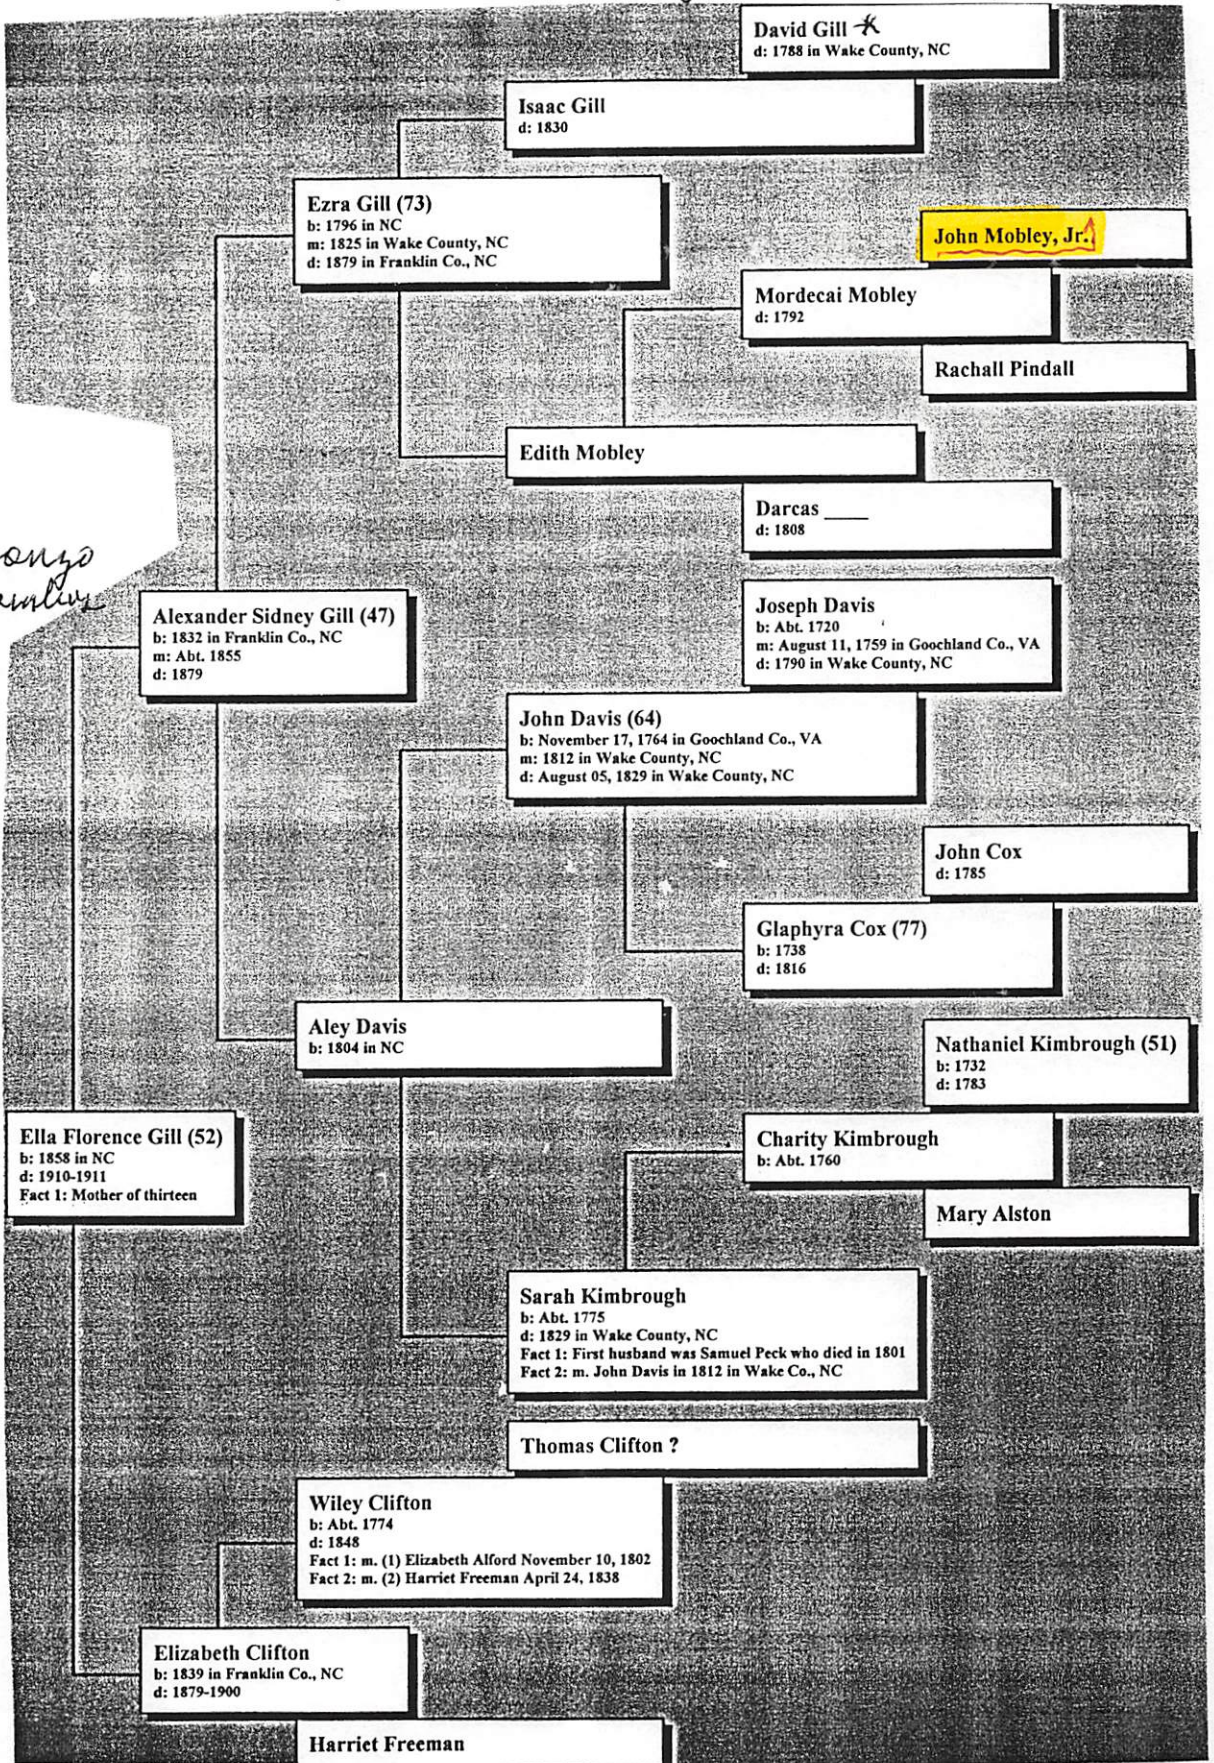 David Gill
d: 1788 in Wake County, NC
Isaac Gill
d: 1830
Ezra Gill (73)
b: 1796 in NC
m: 1825 in Wake County, NC
d: 1879 in Franklin Co., NC
John Mobley, Jr.
Mordecai Mobley
d: 1792
Rachall Pindall
Edith Mobley
Darcas ____
d: 1808
Alexander Sidney Gill (47)
b: 1832 in Franklin Co., NC
m: Abt. 1855
d: 1879
Joseph Davis
b: Abt. 1720
m: August 11, 1759 in Goochland Co., VA
d: 1790 in Wake County, NC
John Davis (64)
b: November 17, 1764 in Goochland Co., VA
m: 1812 in Wake County, NC
d: August 05, 1829 in Wake County, NC
John Cox
d: 1785
Glaphyra Cox (77)
b: 1738
d: 1816
Aley Davis
b: 1804 in NC
Nathaniel Kimbrough (51)
b: 1732
d: 1783
Charity Kimbrough
b: Abt. 1760
Mary Alston
Ella Florence Gill (52)
b: 1858 in NC
d: 1910-1911
Fact 1: Mother of thirteen
Sarah Kimbrough
b: Abt. 1775
d: 1829 in Wake County, NC
Fact 1: First husband was Samuel Peck who died in 1801
Fact 2: m. John Davis in 1812 in Wake Co., NC
Thomas Clifton ?
Wiley Clifton
b: Abt. 1774
d: 1848
Fact 1: m. (1) Elizabeth Alford November 10, 1802
Fact 2: m. (2) Harriet Freeman April 24, 1838
Elizabeth Clifton
b: 1839 in Franklin Co., NC
d: 1879-1900
Harriet Freeman